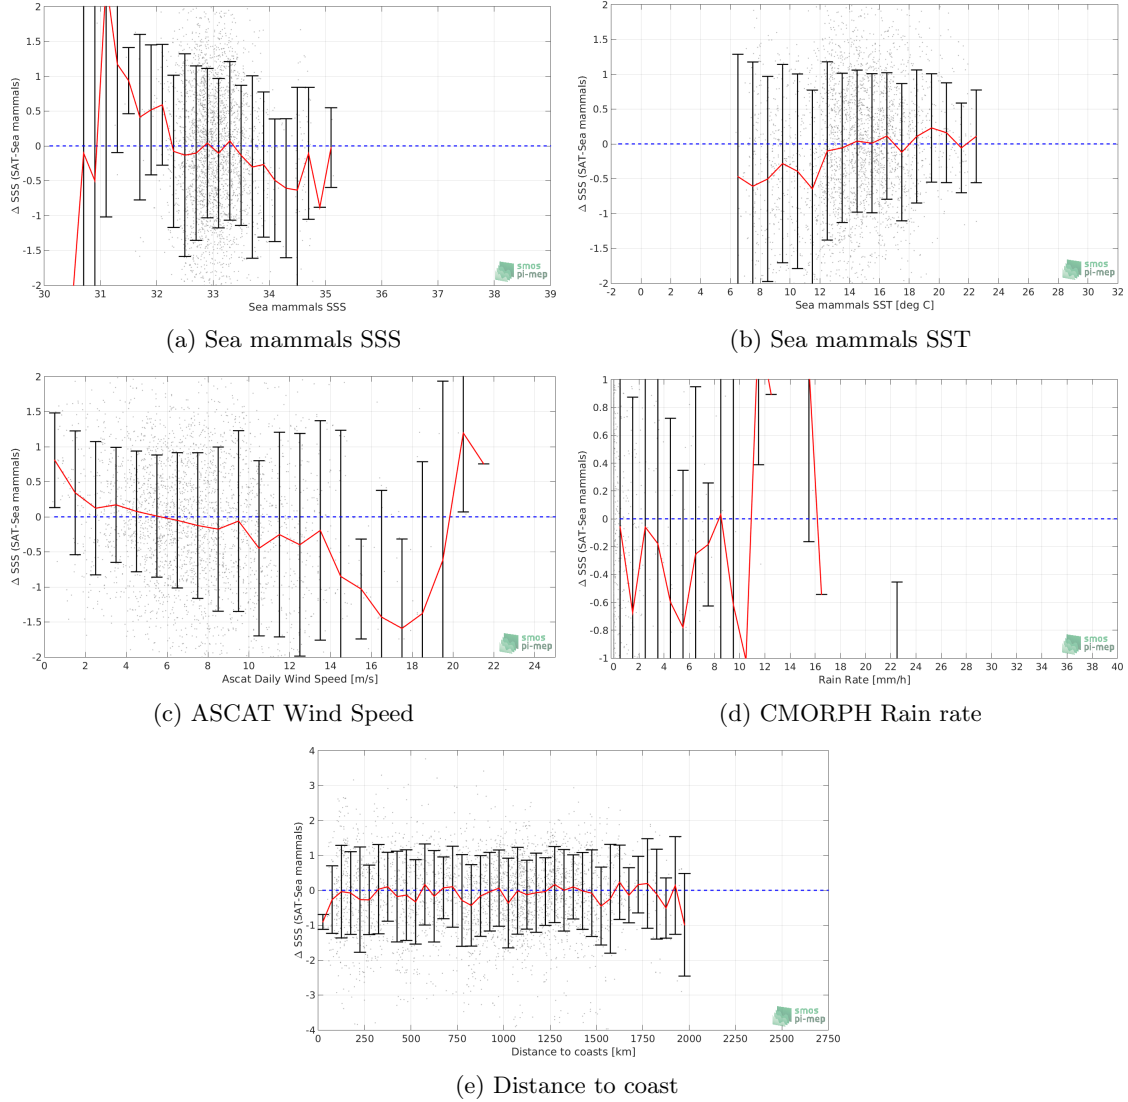 2
1.5
1
0.5
0
-0.5
-1
-1.5
-2
Δ SSS (SAT-Sea mammals)
30 31 32 33 34 35 36 37 38 39
Sea mammals SSS
smos
pi-mep
(a) Sea mammals SSS
2
1.5
1
0.5
0
-0.5
-1
-1.5
-2
Δ SSS (SAT-Sea mammals)
-2 0 2 4 6 8 10 12 14 16 18 20 22 24 26 28 30 32
Sea mammals SST [deg C]
smos
pi-mep
(b) Sea mammals SST
2
1.5
1
0.5
0
-0.5
-1
-1.5
-2
Δ SSS (SAT-Sea mammals)
0 2 4 6 8 10 12 14 16 18 20 22 24
Ascat Daily Wind Speed [m/s]
smos
pi-mep
(c) ASCAT Wind Speed
1
0.8
0.6
0.4
0.2
0
-0.2
-0.4
-0.6
-0.8
-1
Δ SSS (SAT-Sea mammals)
0 2 4 6 8 10 12 14 16 18 20 22 24 26 28 30 32 34 36 38 40
Rain Rate [mm/h]
smos
pi-mep
(d) CMORPH Rain rate
4
3
2
1
0
-1
-2
-3
-4
Δ SSS (SAT-Sea mammals)
0 250 500 750 1000 1250 1500 1750 2000 2250 2500 2750
Distance to coasts [km]
smos
pi-mep
(e) Distance to coast